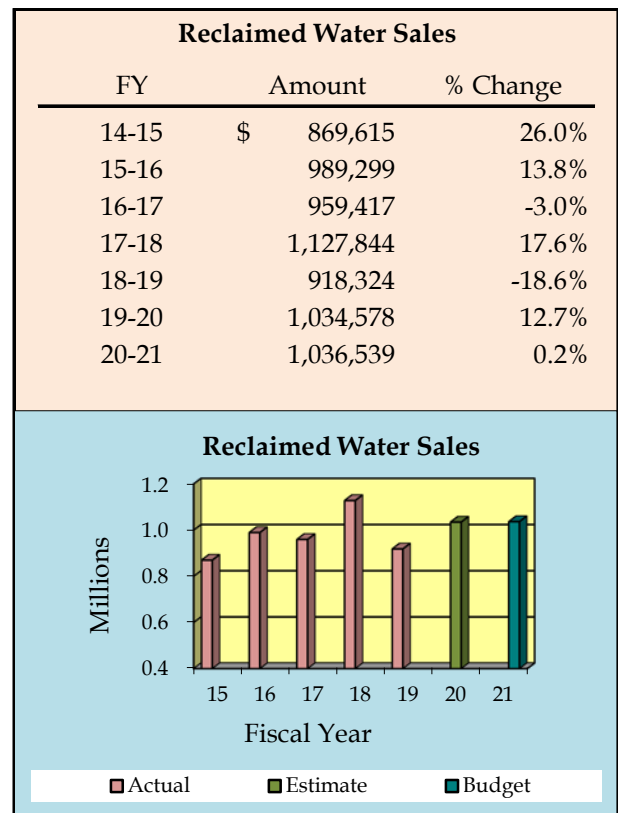 Reclaimed Water Sales
FY Amount % Change
14-15 $ 869,615 26.0%
15-16 989,299 13.8%
16-17 959,417 -3.0%
17-18 1,127,844 17.6%
18-19 918,324 -18.6%
19-20 1,034,578 12.7%
20-21 1,036,539 0.2%
Reclaimed Water Sales
1.2
1.0
0.8
0.6
0.4
Millions
15 16 17 18 19 20 21
Fiscal Year
Actual Estimate Budget